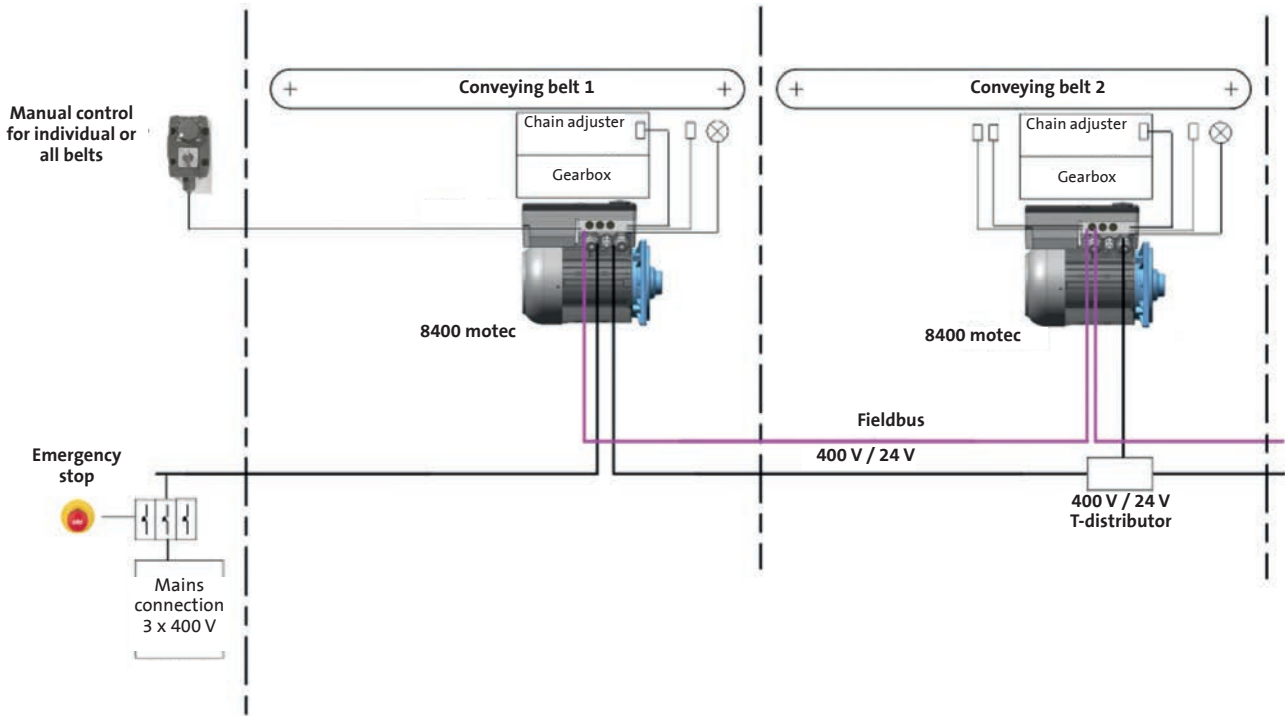 Conveying belt 1
Conveying belt 2
Manual control
for individual or
all belts
Chain adjuster
Gearbox
Chain adjuster
Gearbox
8400 motec
8400 motec
Fieldbus
400 V / 24 V
Emergency
stop
400 V / 24 V
T-distributor
Mains
connection
3 x 400 V